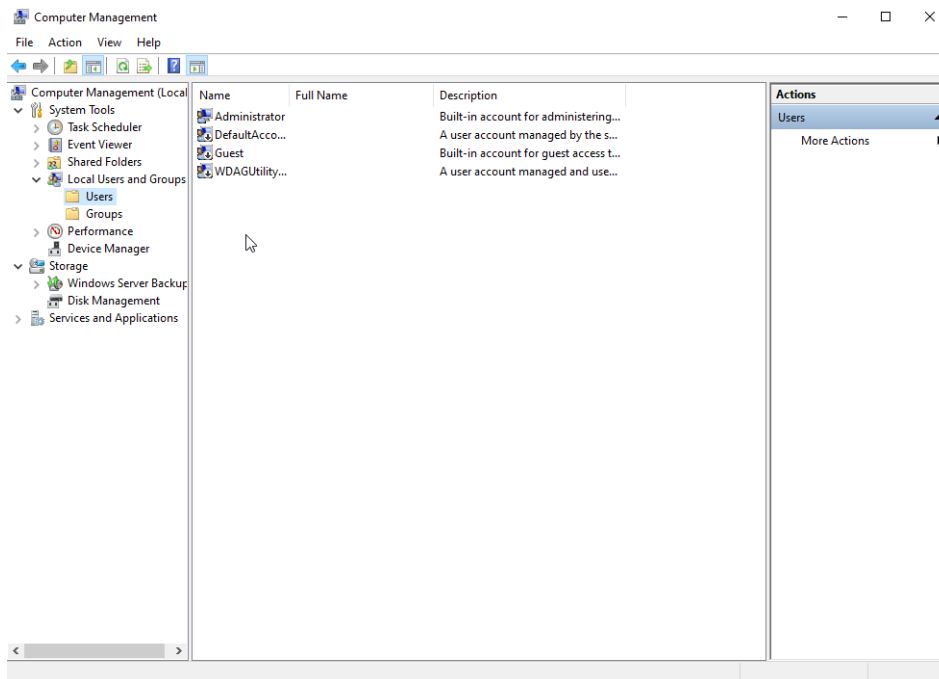 Computer Management
File Action View Help
Computer Management (Local
System Tools
Task Scheduler
Event Viewer
Shared Folders
Local Users and Groups
Users
Groups
Performance
Device Manager
Storage
Windows Server Backup
Disk Management
Services and Applications
Name Full Name Description
Administrator Built-in account for administering...
DefaultAcco... A user account managed by the s...
Guest Built-in account for guest access t...
WDAGUtility... A user account managed and use...
Actions
Users
More Actions